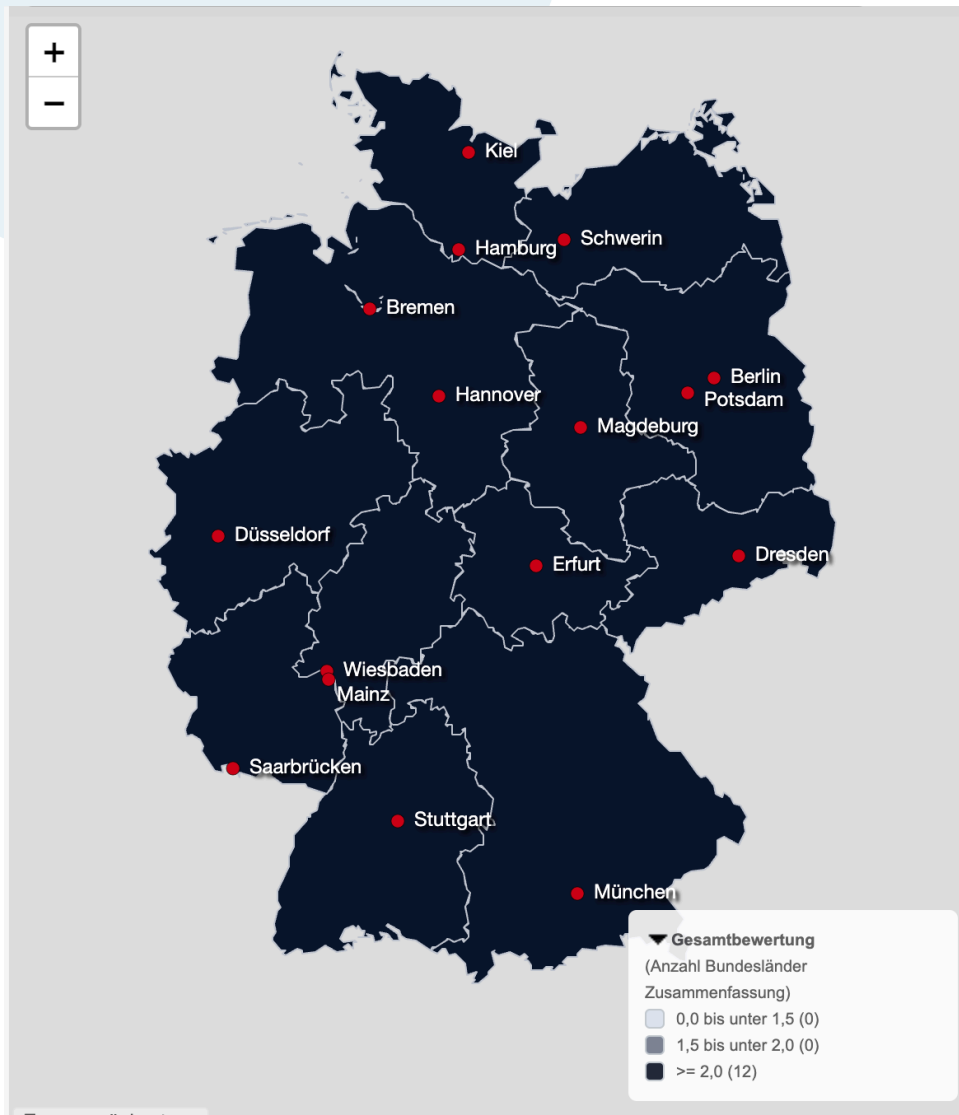 +
−
Kiel
Hamburg
Schwerin
Bremen
Berlin
Hannover
Potsdam
Magdeburg
Düsseldorf
Erfurt
Dresden
Wiesbaden
Mainz
Saarbrücken
Stuttgart
München
Gesamtbewertung
(Anzahl Bundesländer
Zusammenfassung)
0,0 bis unter 1,5 (0)
1,5 bis unter 2,0 (0)
>= 2,0 (12)